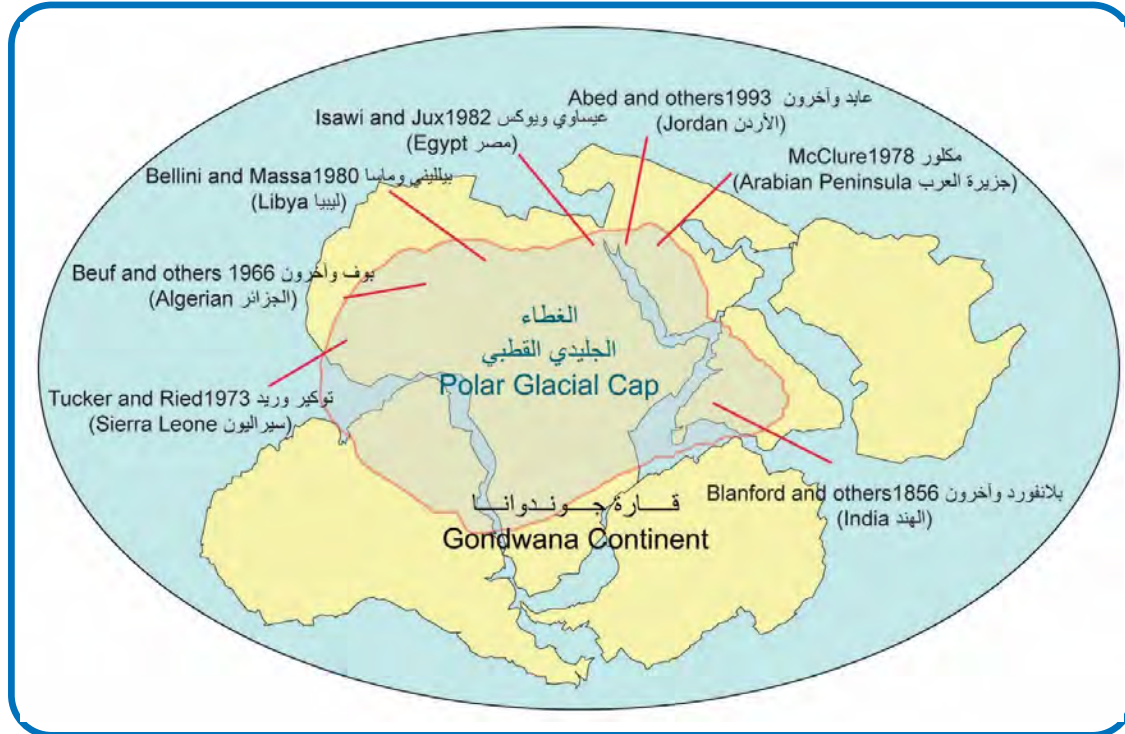 Abed and others1993 عابد وآخرون
(Jordan الأردن)
Isawi and Jux1982 عيساوي ويوكس
(Egypt مصر)
McClure1978 مكلور
(Arabian Peninsula جزيرة العرب)
Bellini and Massa1980 بيلليني وماسا
(Libya ليبيا)
Beuf and others 1966 بوف وآخرون
(Algerian الجزائر)
الغطاء
الجليدي القطبي
Polar Glacial Cap
Tucker and Ried1973 توكير وريد
(Sierra Leone سيراليون)
Blanford and others1856 بلانفورد وآخرون
(India الهند)
قــارة جــونـدوانــا
Gondwana Continent